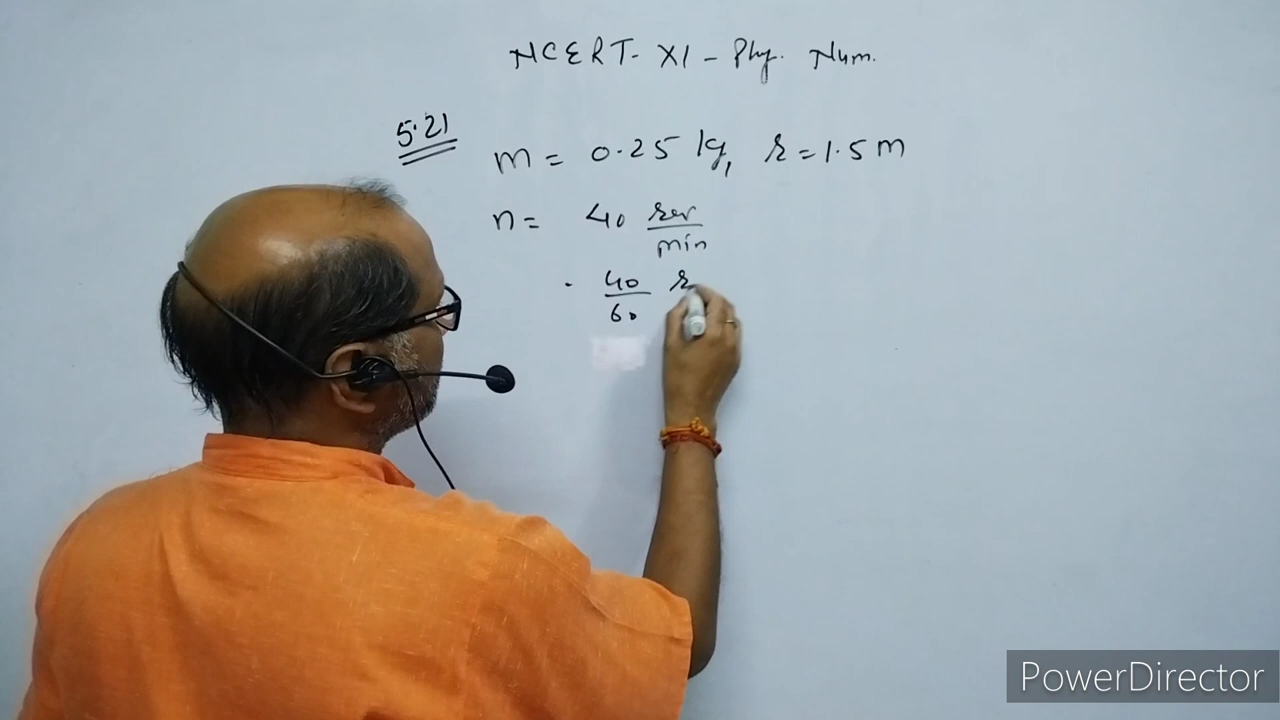 NCERT- XI - Phy. Num.
5.21
m = 0.25 kg, r = 1.5 m
n = 40 rev/min
40/60 r
PowerDirector